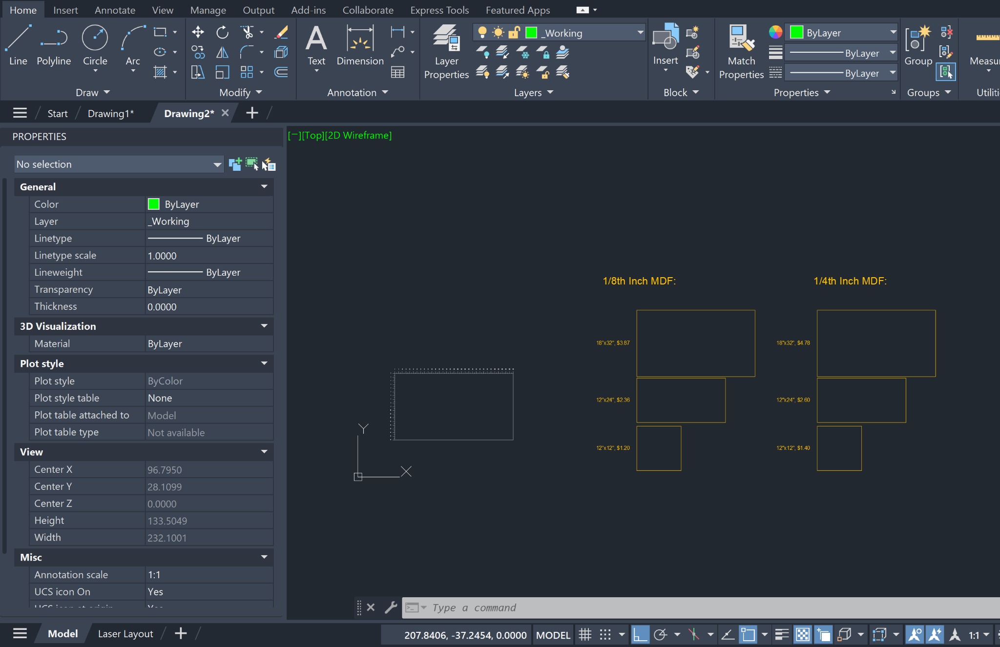 Home Insert Annotate View Manage Output Add-ins Collaborate Express Tools Featured Apps
_Working
ByLayer
ByLayer
ByLayer
Line Polyline Circle Arc
Text Dimension
Layer Properties
Insert
Match Properties
Group
Draw Modify Annotation Layers Block Properties Groups
Start Drawing1* Drawing2*
PROPERTIES
[−][Top][2D Wireframe]
No selection
General
Color ByLayer
Layer _Working
Linetype ByLayer
Linetype scale 1.0000
Lineweight ByLayer
Transparency ByLayer
Thickness 0.0000
3D Visualization
Material ByLayer
Plot style
Plot style ByColor
Plot style table None
Plot table attached to Model
Plot table type Not available
View
Center X 96.7950
Center Y 28.1099
Center Z 0.0000
Height 133.5049
Width 232.1001
Misc
Annotation scale 1:1
UCS icon On Yes
1/8th Inch MDF: 1/4th Inch MDF:
18"x32", $3.87 18"x32", $4.78
12"x24", $2.36 12"x24", $2.60
12"x12", $1.20 12"x12", $1.40
Y
X
Type a command
Model Laser Layout
207.8406, -37.2454, 0.0000 MODEL 1:1